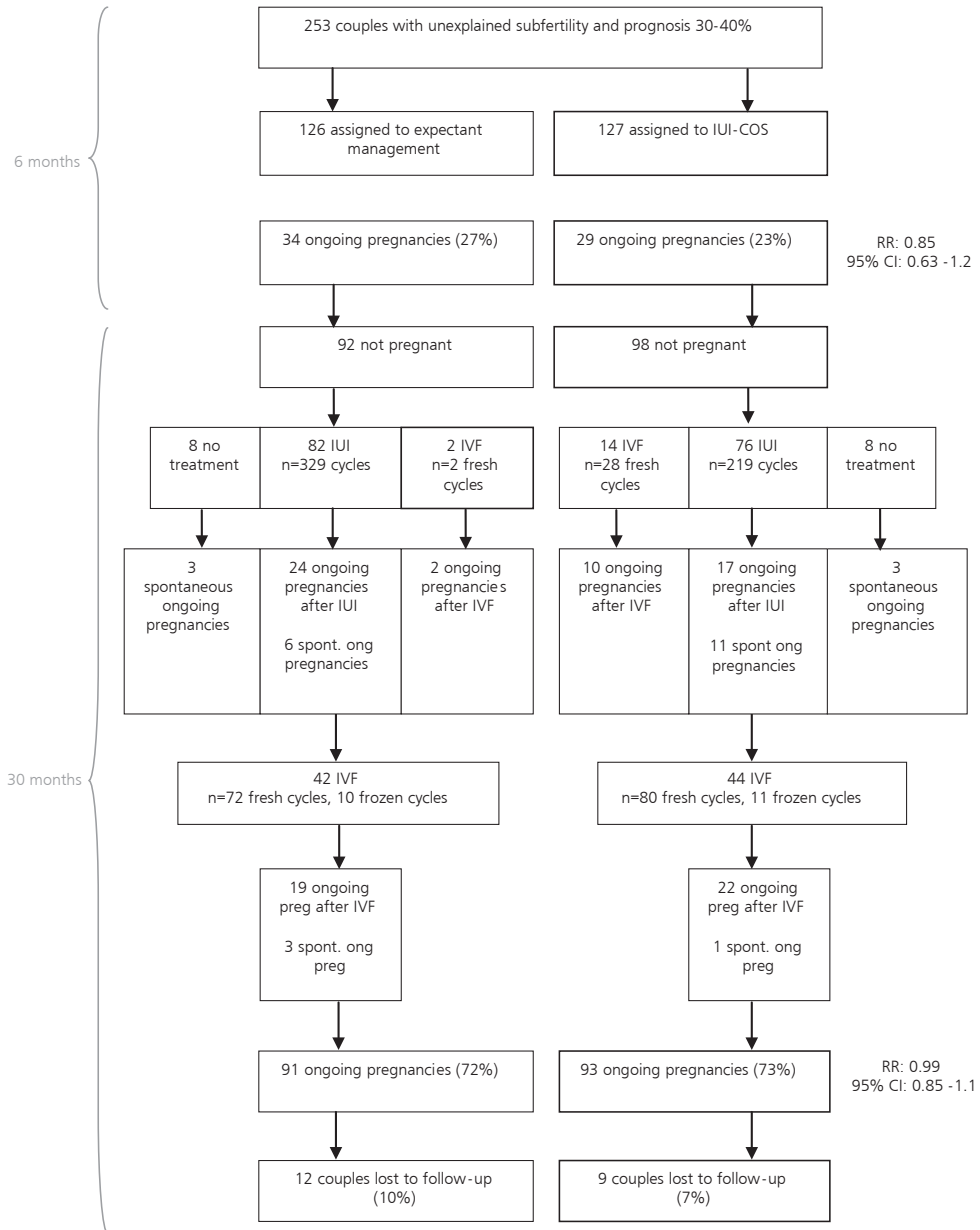 253 couples with unexplained subfertility and prognosis 30-40%
126 assigned to expectant
management
127 assigned to IUI-COS
6 months
34 ongoing pregnancies (27%)
29 ongoing pregnancies (23%)
RR: 0.85
95% CI: 0.63 -1.2
92 not pregnant
98 not pregnant
8 no
treatment
82 IUI
n=329 cycles
2 IVF
n=2 fresh
cycles
14 IVF
n=28 fresh
cycles
76 IUI
n=219 cycles
8 no
treatment
3
spontaneous
ongoing
pregnancies
24 ongoing
pregnancies
after IUI
6 spont. ong
pregnancies
2 ongoing
pregnancies
after IVF
10 ongoing
pregnancies
after IVF
17 ongoing
pregnancies
after IUI
11 spont ong
pregnancies
3
spontaneous
ongoing
pregnancies
30 months
42 IVF
n=72 fresh cycles, 10 frozen cycles
44 IVF
n=80 fresh cycles, 11 frozen cycles
19 ongoing
preg after IVF
3 spont. ong
preg
22 ongoing
preg after IVF
1 spont. ong
preg
91 ongoing pregnancies (72%)
93 ongoing pregnancies (73%)
RR: 0.99
95% CI: 0.85 -1.1
12 couples lost to follow-up
(10%)
9 couples lost to follow-up
(7%)